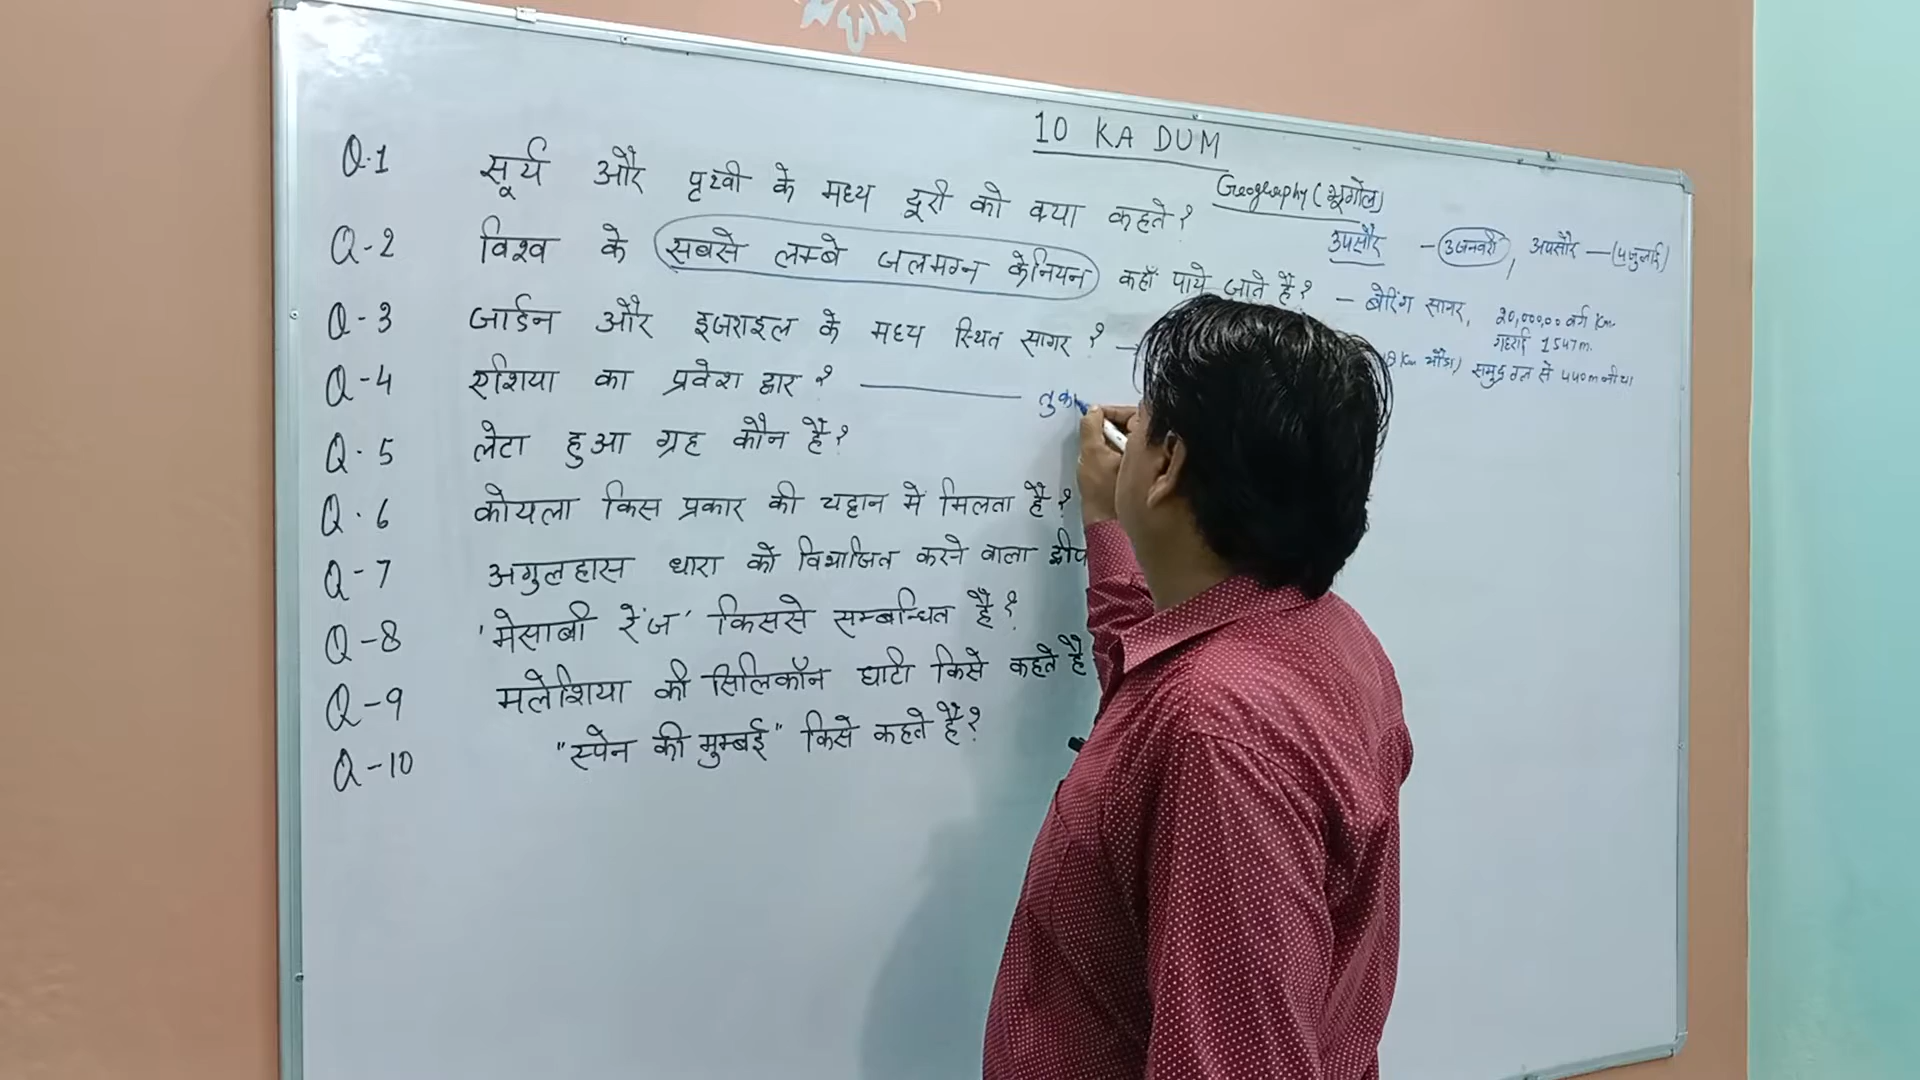 10 KA DUM
Geography (भूगोल)
Q.1 सूर्य और पृथ्वी के मध्य दूरी को क्या कहते?
उपसौर - 3 जनवरी, अपसौर - (4 जुलाई)
Q-2 विश्व के सबसे लम्बे जलमग्न केनियन कहाँ पाये जाते है? - बेरिंग सागर, 20,000,00 वर्ग Km.
गहराई 1547m.
Q-3 जार्डन और इजराइल के मध्य स्थित सागर? -
समुद्र तल से 440m नीचा
Q-4 एशिया का प्रवेश द्वार? तुक
Q.5 लेटा हुआ ग्रह कौन है?
Q.6 कोयला किस प्रकार की चट्टान में मिलता है?
Q-7 अगुलहास धारा को विभाजित करने वाला द्वीप
Q-8 'मेसाबी रेंज' किससे सम्बन्धित है?
Q-9 मलेशिया की सिलिकॉन घाटी किसे कहते है
Q-10 "स्पेन की मुम्बई" किसे कहते है?